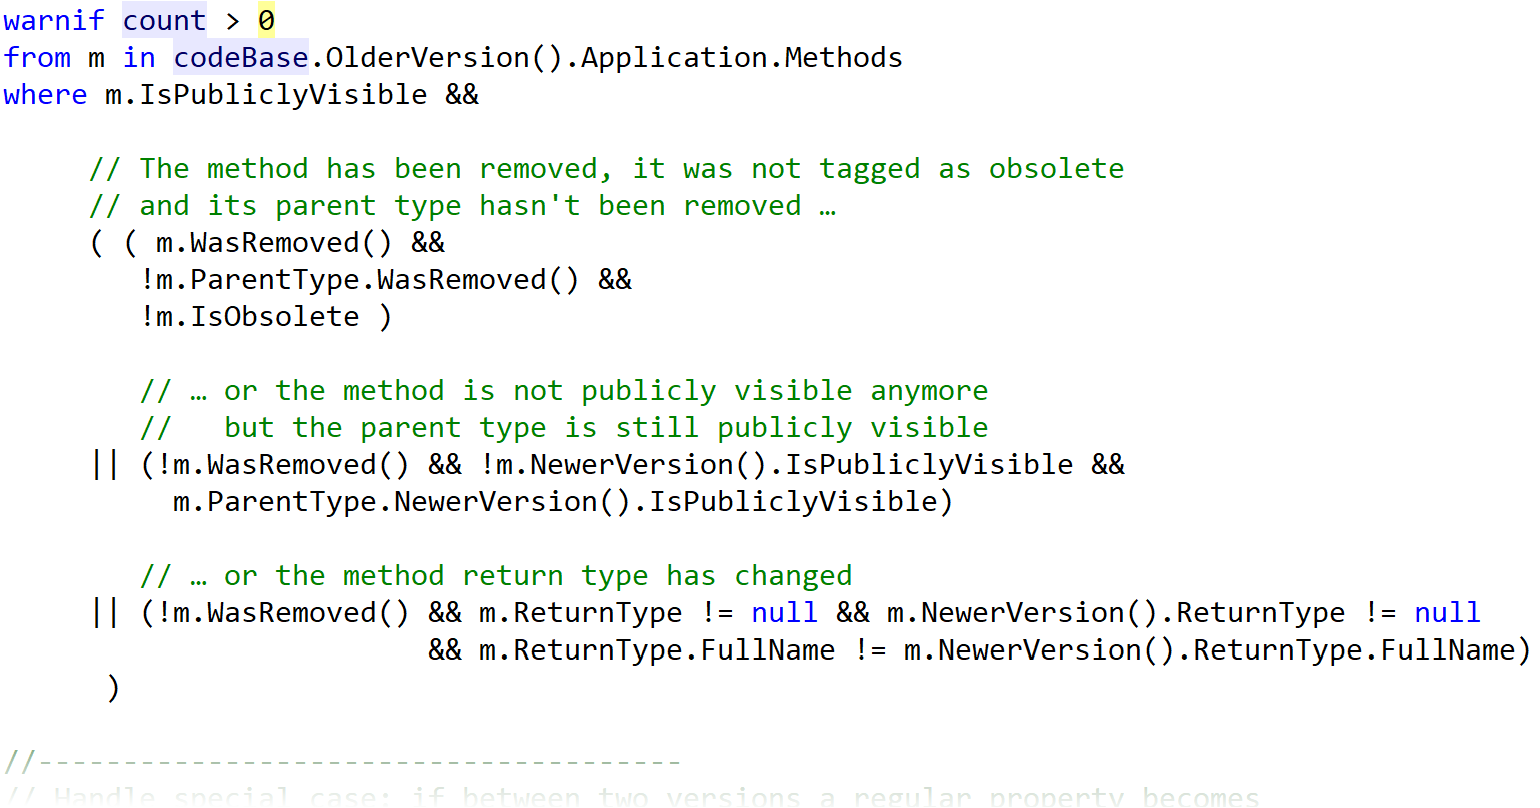 warnif count > 0
from m in codeBase.OlderVersion().Application.Methods
where m.IsPubliclyVisible &&
// The method has been removed, it was not tagged as obsolete
// and its parent type hasn't been removed …
( ( m.WasRemoved() &&
!m.ParentType.WasRemoved() &&
!m.IsObsolete )
// … or the method is not publicly visible anymore
//   but the parent type is still publicly visible
|| (!m.WasRemoved() && !m.NewerVersion().IsPubliclyVisible &&
m.ParentType.NewerVersion().IsPubliclyVisible)
// … or the method return type has changed
|| (!m.WasRemoved() && m.ReturnType != null && m.NewerVersion().ReturnType != null
&& m.ReturnType.FullName != m.NewerVersion().ReturnType.FullName)
)
//--------------------------------------
// Handle special case: if between two versions a regular property becomes